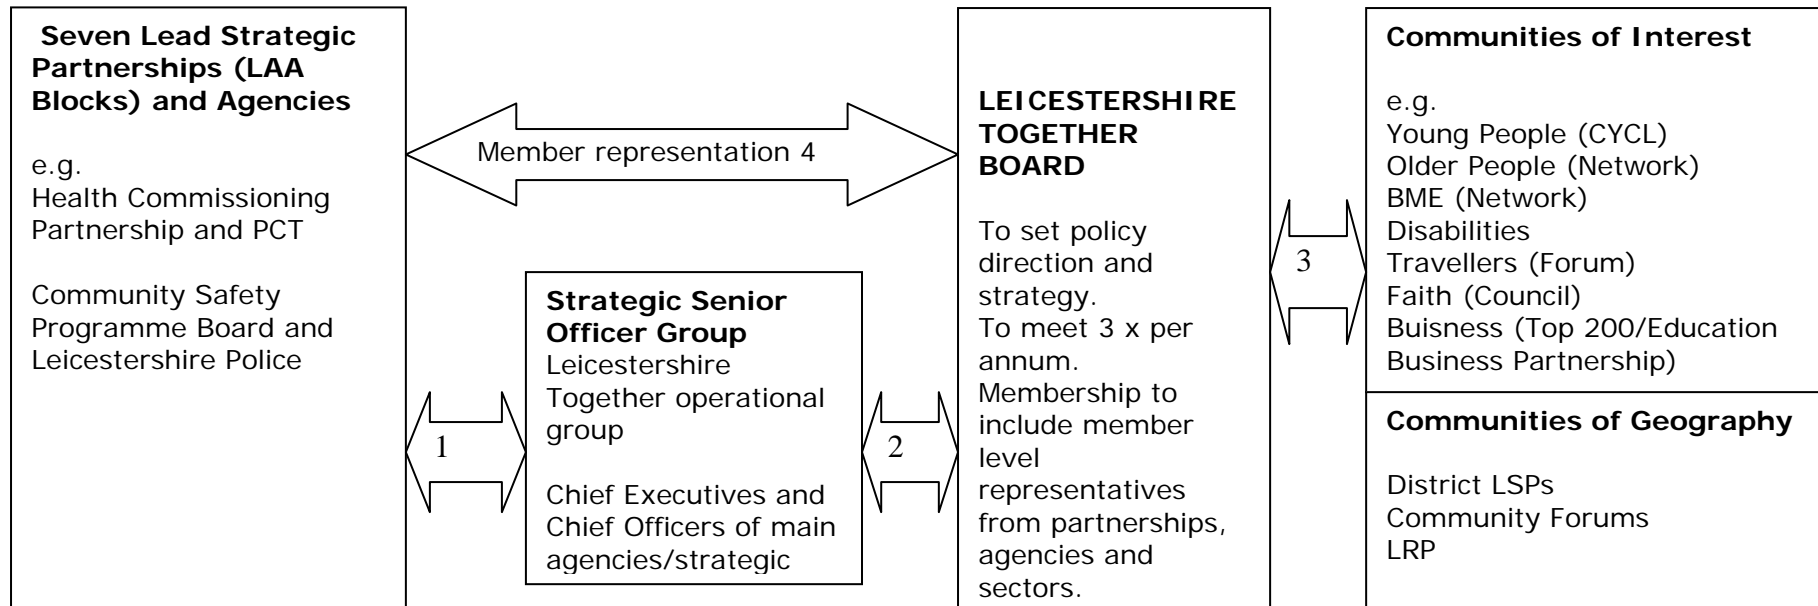 Seven Lead Strategic
Partnerships (LAA
Blocks) and Agencies
e.g.
Health Commissioning
Partnership and PCT
Community Safety
Programme Board and
Leicestershire Police
Member representation 4
1
Strategic Senior
Officer Group
Leicestershire
Together operational
group
Chief Executives and
Chief Officers of main
agencies/strategic
2
LEICESTERSHIRE
TOGETHER
BOARD
To set policy
direction and
strategy.
To meet 3 x per
annum.
Membership to
include member
level
representatives
from partnerships,
agencies and
sectors.
3
Communities of Interest
e.g.
Young People (CYCL)
Older People (Network)
BME (Network)
Disabilities
Travellers (Forum)
Faith (Council)
Buisness (Top 200/Education
Business Partnership)
Communities of Geography
District LSPs
Community Forums
LRP